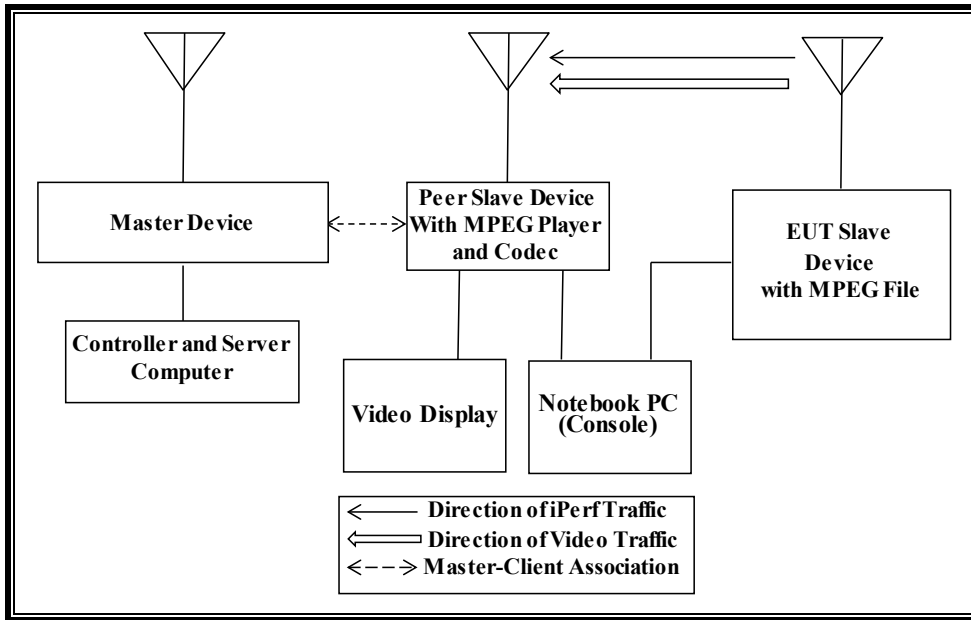 Master Device
Peer Slave Device
With MPEG Player
and Codec
EUT Slave
Device
with MPEG File
Controller and Server
Computer
Video Display
Notebook PC
(Console)
Direction of iPerf Traffic
Direction of Video Traffic
Master-Client Association